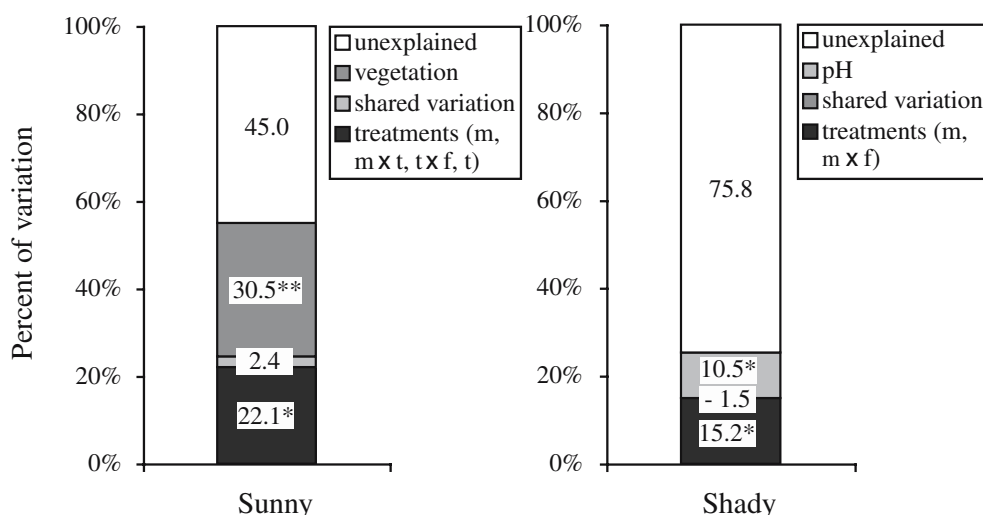 Percent of variation
100%
80%
60%
40%
20%
0%
45.0
30.5**
2.4
22.1*
Sunny
unexplained
vegetation
shared variation
treatments (m,
m x t, t x f, t)
100%
80%
60%
40%
20%
0%
75.8
10.5*
- 1.5
15.2*
Shady
unexplained
pH
shared variation
treatments (m,
m x f)